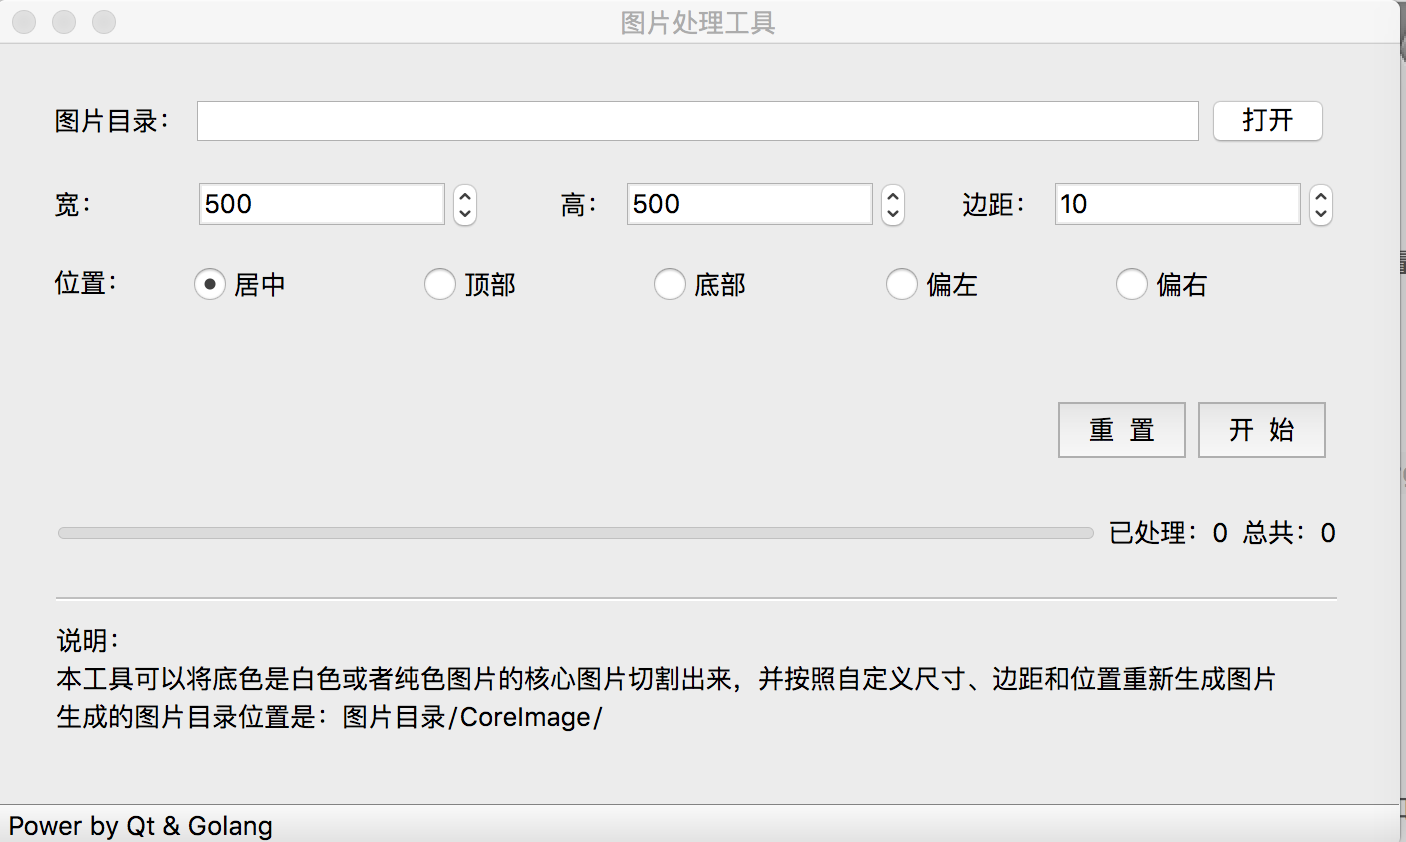 图片处理工具
图片目录： 打开
宽： 500 高： 500 边距： 10
位置： 居中 顶部 底部 偏左 偏右
重 置 开 始
已处理：0 总共：0
说明：
本工具可以将底色是白色或者纯色图片的核心图片切割出来，并按照自定义尺寸、边距和位置重新生成图片
生成的图片目录位置是：图片目录/CoreImage/
Power by Qt & Golang